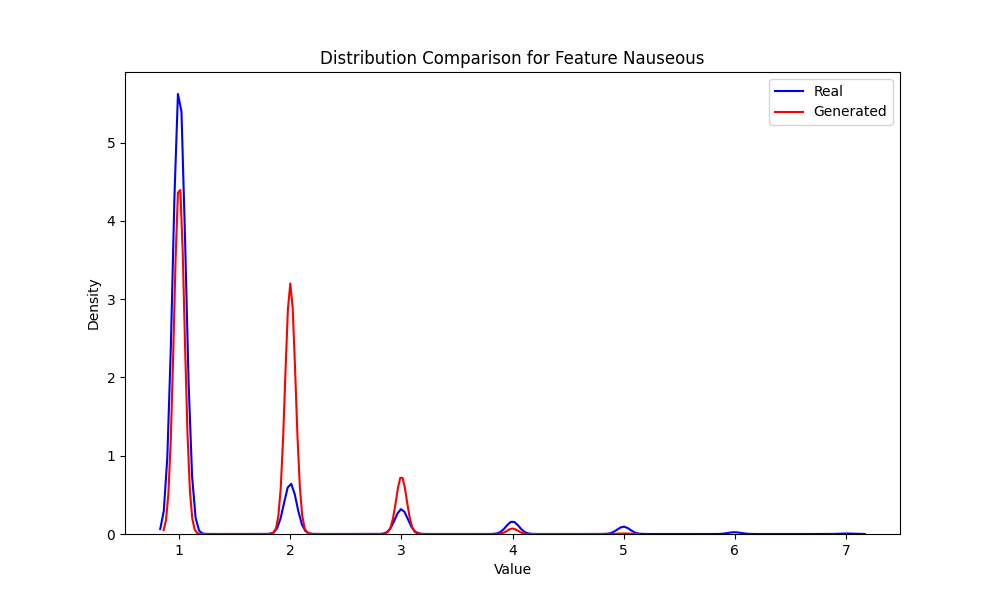 Distribution Comparison for Feature Nauseous
Real
Generated
Density
5
4
3
2
1
0
1 2 3 4 5 6 7
Value